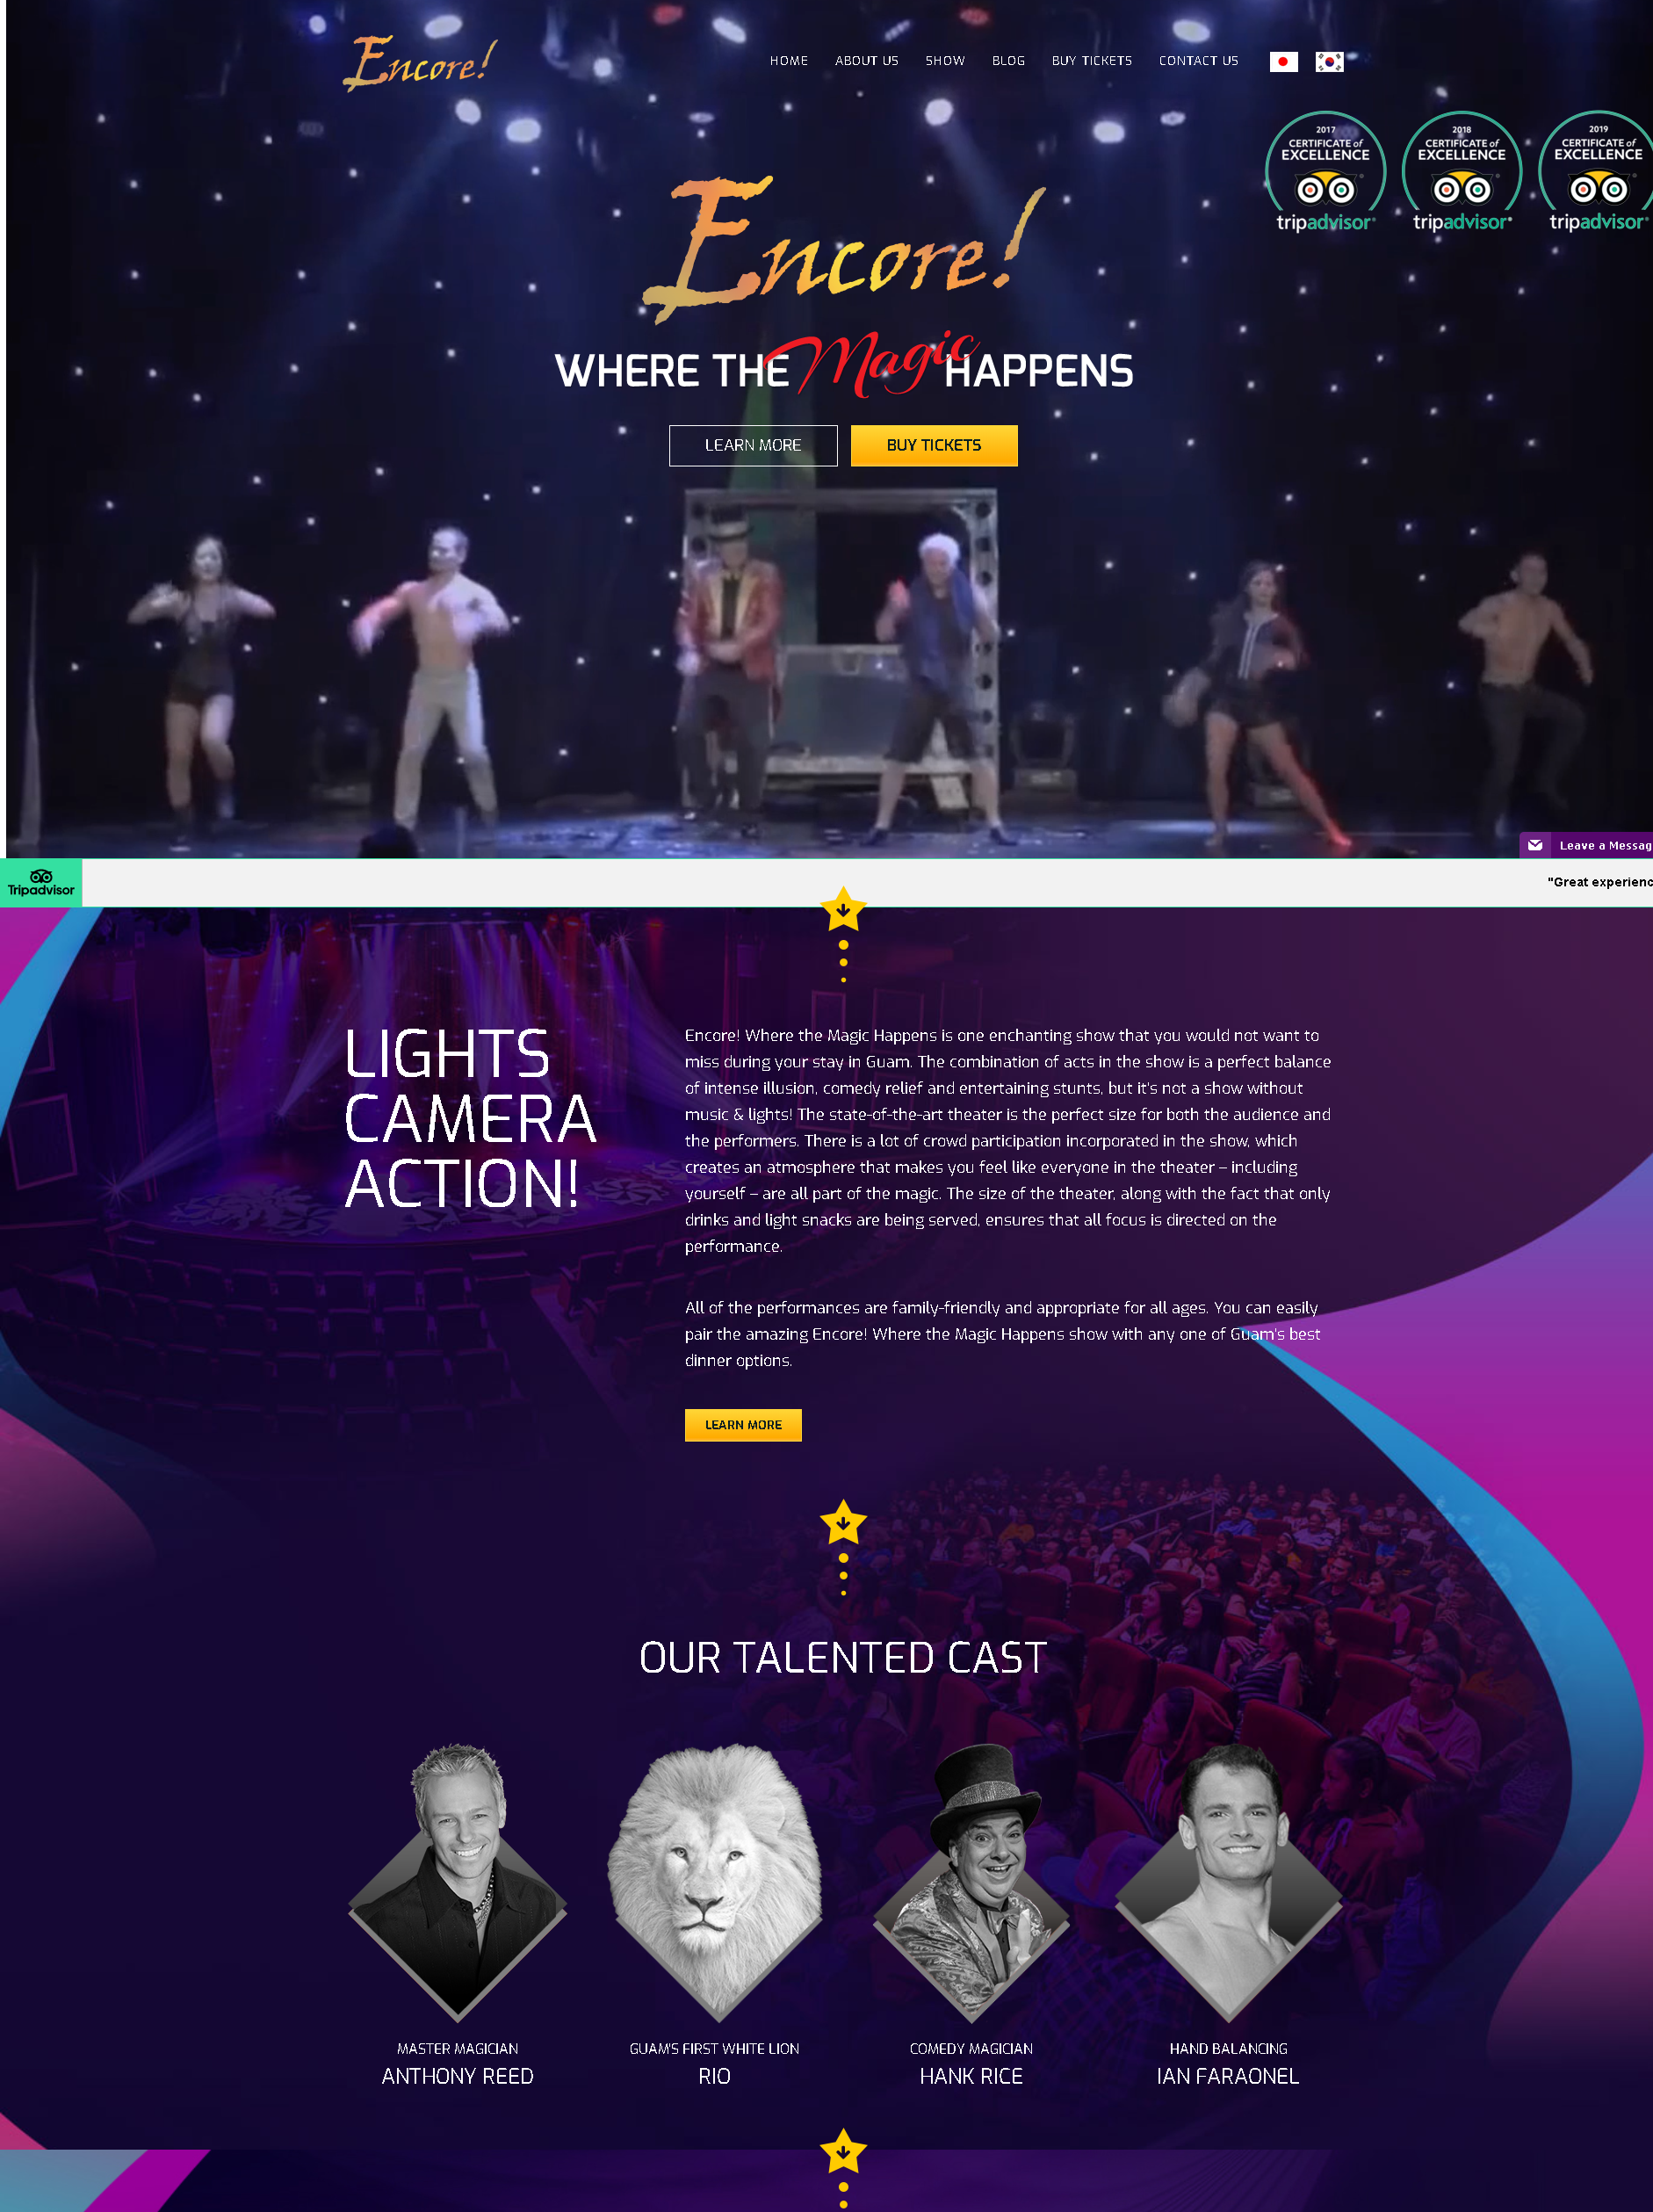 Encore!
HOME ABOUT US SHOW BLOG BUY TICKETS CONTACT US
2017 CERTIFICATE of EXCELLENCE tripadvisor®
2018 CERTIFICATE of EXCELLENCE tripadvisor®
2019 CERTIFICATE of EXCELLENCE tripadvisor®
Encore!
WHERE THE Magic HAPPENS
LEARN MORE BUY TICKETS
Leave a Messag
Tripadvisor
"Great experienc
LIGHTS
CAMERA
ACTION!
Encore! Where the Magic Happens is one enchanting show that you would not want to
miss during your stay in Guam. The combination of acts in the show is a perfect balance
of intense illusion, comedy relief and entertaining stunts, but it's not a show without
music & lights! The state-of-the-art theater is the perfect size for both the audience and
the performers. There is a lot of crowd participation incorporated in the show, which
creates an atmosphere that makes you feel like everyone in the theater – including
yourself – are all part of the magic. The size of the theater, along with the fact that only
drinks and light snacks are being served, ensures that all focus is directed on the
performance.
All of the performances are family-friendly and appropriate for all ages. You can easily
pair the amazing Encore! Where the Magic Happens show with any one of Guam's best
dinner options.
LEARN MORE
OUR TALENTED CAST
MASTER MAGICIAN
ANTHONY REED
GUAM'S FIRST WHITE LION
RIO
COMEDY MAGICIAN
HANK RICE
HAND BALANCING
IAN FARAONEL